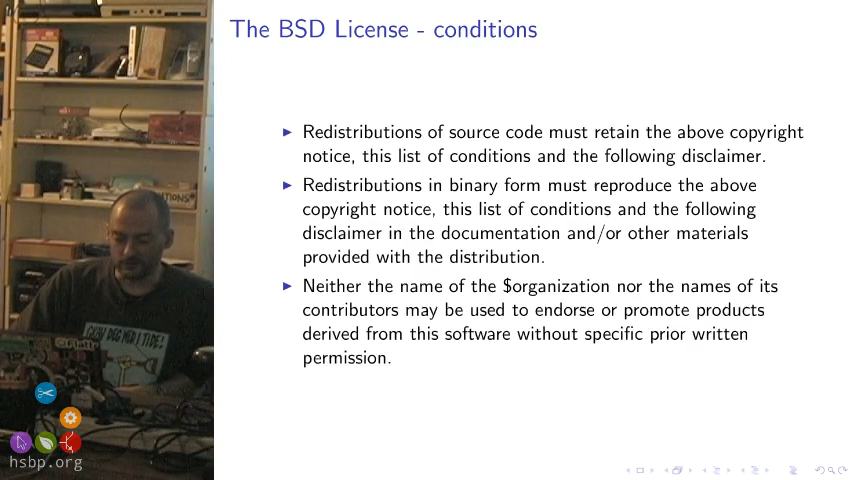 The BSD License - conditions
Redistributions of source code must retain the above copyright
notice, this list of conditions and the following disclaimer.
Redistributions in binary form must reproduce the above
copyright notice, this list of conditions and the following
disclaimer in the documentation and/or other materials
provided with the distribution.
Neither the name of the $organization nor the names of its
contributors may be used to endorse or promote products
derived from this software without specific prior written
permission.
hsbp.org